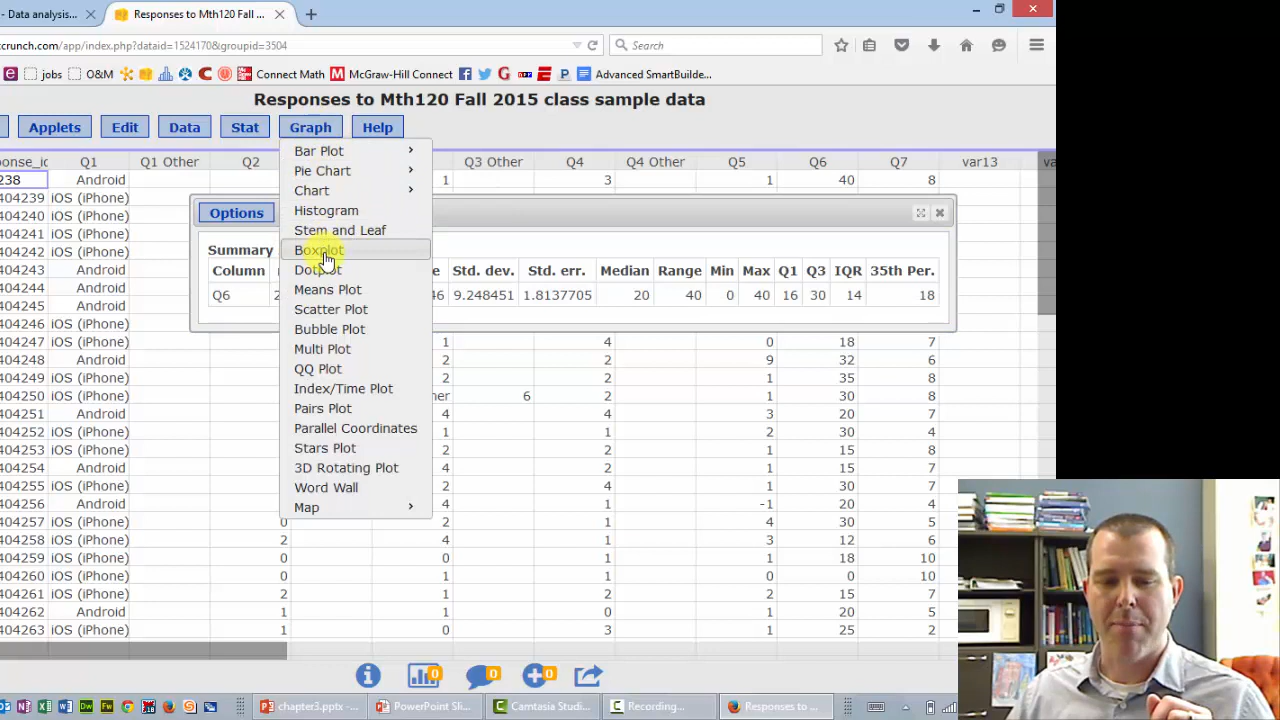 - Data analysis...
Responses to Mth120 Fall ...
crunch.com/app/index.php?dataid=1524170&groupid=3504
Search
jobs O&M Connect Math McGraw-Hill Connect Advanced SmartBuilde...
Responses to Mth120 Fall 2015 class sample data
Applets Edit Data Stat Graph Help
onse_id Q1 Q1 Other Q2 Q3 Other Q4 Q4 Other Q5 Q6 Q7 var13 va
238 Android 1 3 1 40 8
404239 iOS (iPhone)
404240 iOS (iPhone)
404241 iOS (iPhone)
404242 iOS (iPhone)
404243 Android
404244 Android
404245 Android
404246 iOS (iPhone)
404247 iOS (iPhone) 1 4 0 18 7
404248 Android 2 2 9 32 6
404249 iOS (iPhone) 2 2 1 35 8
404250 iOS (iPhone) her 6 2 1 30 8
404251 Android 4 4 3 20 7
404252 iOS (iPhone) 4 1 2 30 4
404253 iOS (iPhone) 2 2 1 15 8
404254 Android 4 2 1 15 7
404255 iOS (iPhone) 2 4 1 30 5
404256 Android 4 1 -1 20 4
404257 iOS (iPhone) 0 2 1 4 30 5
404258 iOS (iPhone) 2 4 1 3 12 6
404259 iOS (iPhone) 0 0 1 1 18 10
404260 iOS (iPhone) 0 1 1 0 0 10
404261 iOS (iPhone) 2 1 2 2 15 7
404262 Android 1 1 0 1 20 5
404263 iOS (iPhone) 1 0 3 1 25 2
Bar Plot
Pie Chart
Chart
Histogram
Stem and Leaf
Boxplot
Dotplot
Means Plot
Scatter Plot
Bubble Plot
Multi Plot
QQ Plot
Index/Time Plot
Pairs Plot
Parallel Coordinates
Stars Plot
3D Rotating Plot
Word Wall
Map
Options
Summary
Column e Std. dev. Std. err. Median Range Min Max Q1 Q3 IQR 35th Per.
Q6 2 46 9.248451 1.8137705 20 40 0 40 16 30 14 18
0 0 0
chapter3.pptx -... PowerPoint Sli... Camtasia Studi... Recording... Responses to ...